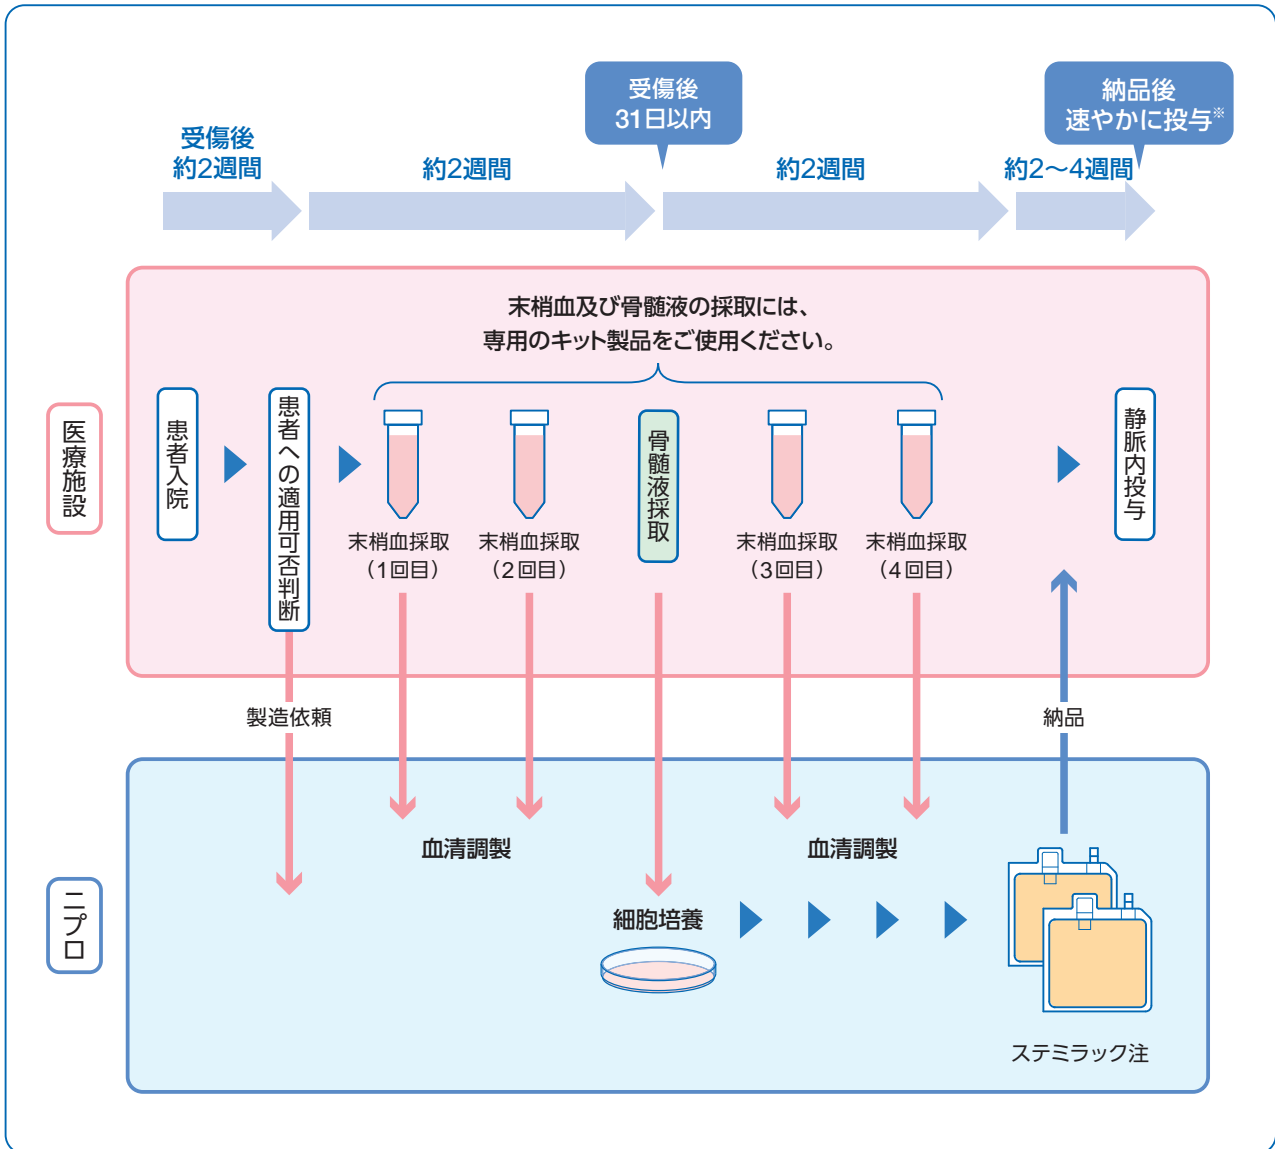 受傷後
31日以内
納品後
速やかに投与※
受傷後
約2週間
約2週間
約2週間
約2〜4週間
末梢血及び骨髄液の採取には、
専用のキット製品をご使用ください。
医療施設
患者入院
患者への適用可否判断
骨髄液採取
静脈内投与
末梢血採取
（1回目）
末梢血採取
（2回目）
末梢血採取
（3回目）
末梢血採取
（4回目）
製造依頼
納品
ニプロ
血清調製
血清調製
細胞培養
ステミラック注